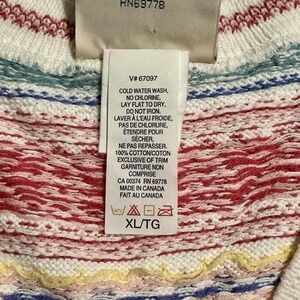 RN69778
V# 67097
COLD WATER WASH,
NO CHLORINE,
LAY FLAT TO DRY,
DO NOT IRON.
LAVER À L'EAU FROIDE,
PAS DE CHLORURE,
ÉTENDRE POUR
SÉCHER,
NE PAS REPASSER.
100% COTTON/COTON
EXCLUSIVE OF TRIM
GARNITURE NON
COMPRISE
CA 00374 RN 69778
MADE IN CANADA
FAIT AU CANADA
XL/TG